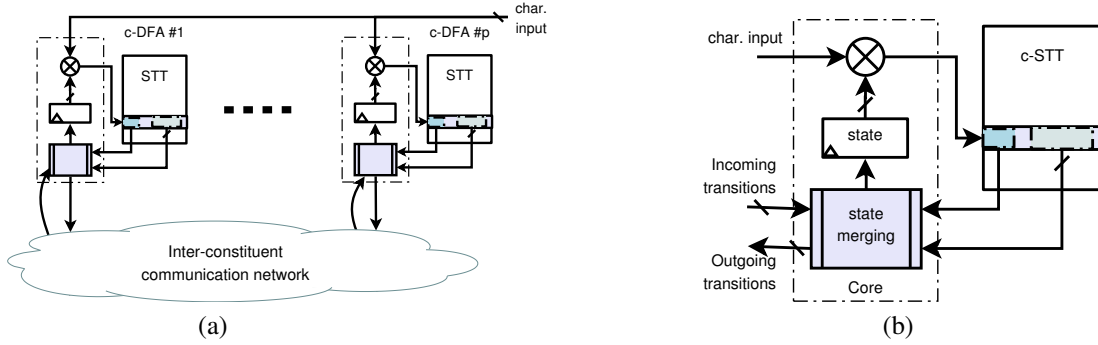 char.
input
c-DFA #1
c-DFA #p
STT
STT
Inter-constituent
communication network
(a)
char. input
c-STT
state
Incoming
transitions
state
merging
Outgoing
transitions
Core
(b)